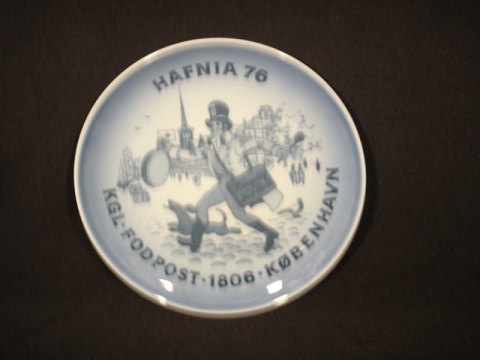 HAFNIA 76
KGL· FODPOST · 1806 · KØBENHAVN